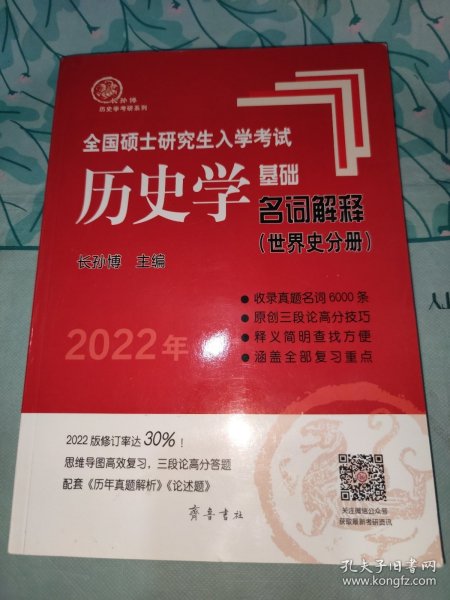 长孙博
历史学考研系列
全国硕士研究生入学考试
历史学 基础
名词解释
(世界史分册)
长孙博 主编
●收录真题名词6000条
●原创三段论高分技巧
●释义简明查找方便
●涵盖全部复习重点
2022年
2022版修订率达30%！
思维导图高效复习，三段论高分答题
配套《历年真题解析》《论述题》
齐鲁书社
关注微信公众号
获取最新考研资讯
孔夫子旧书网
www.kongfz.com